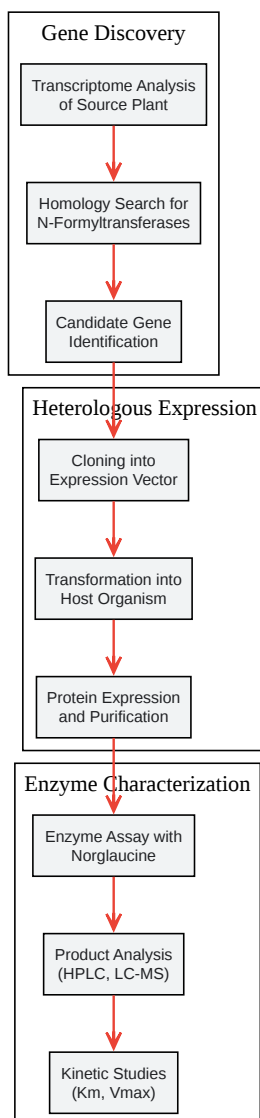 Gene Discovery
Transcriptome Analysis
of Source Plant
Homology Search for
N-Formyltransferases
Candidate Gene
Identification
Heterologous Expression
Cloning into
Expression Vector
Transformation into
Host Organism
Protein Expression
and Purification
Enzyme Characterization
Enzyme Assay with
Norglaucine
Product Analysis
(HPLC, LC-MS)
Kinetic Studies
(Km, Vmax)